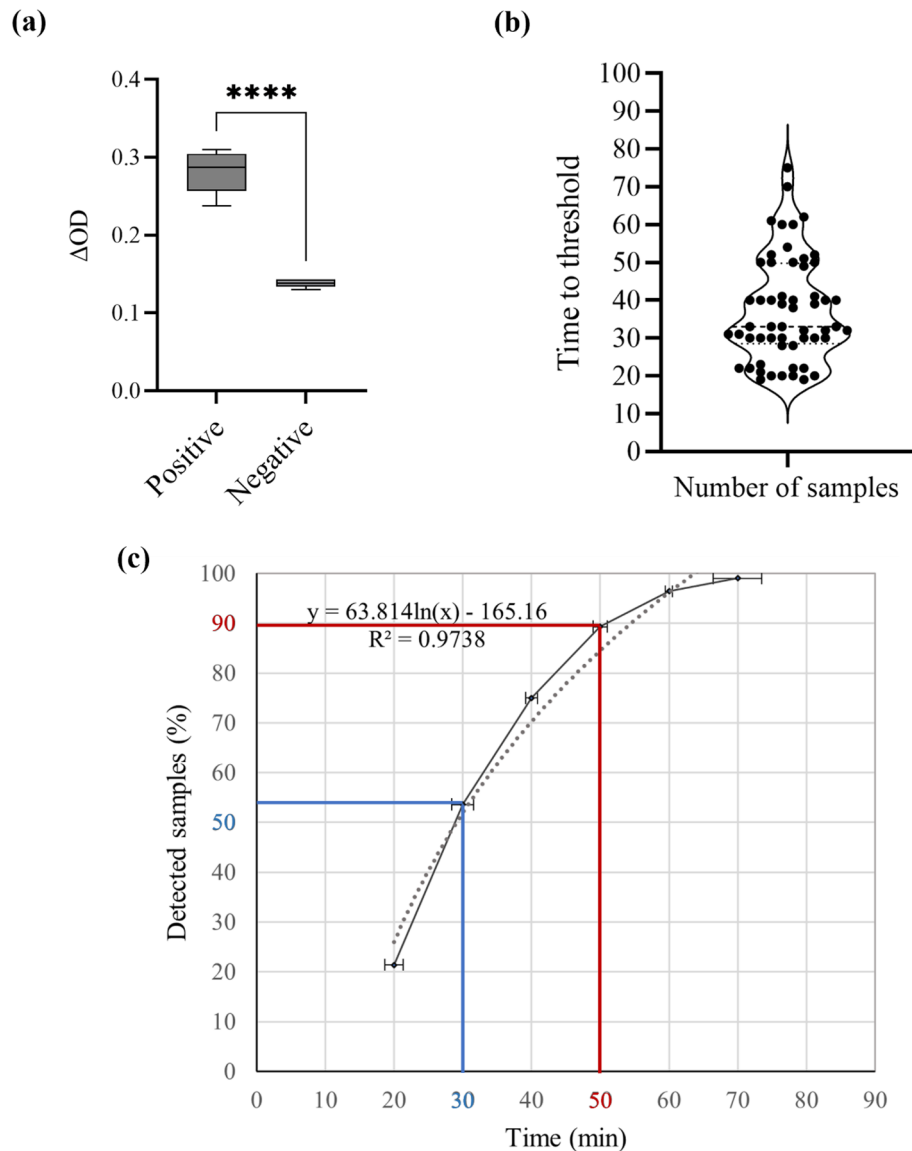 (a)
0.4
0.3
0.2
0.1
0.0
ΔOD
****
Positive
Negative
(b)
100
90
80
70
60
50
40
30
20
10
0
Time to threshold
Number of samples
(c)
100
90
80
70
60
50
40
30
20
10
0
Detected samples (%)
y = 63.814ln(x) - 165.16
R² = 0.9738
0 10 20 30 40 50 60 70 80 90
Time (min)